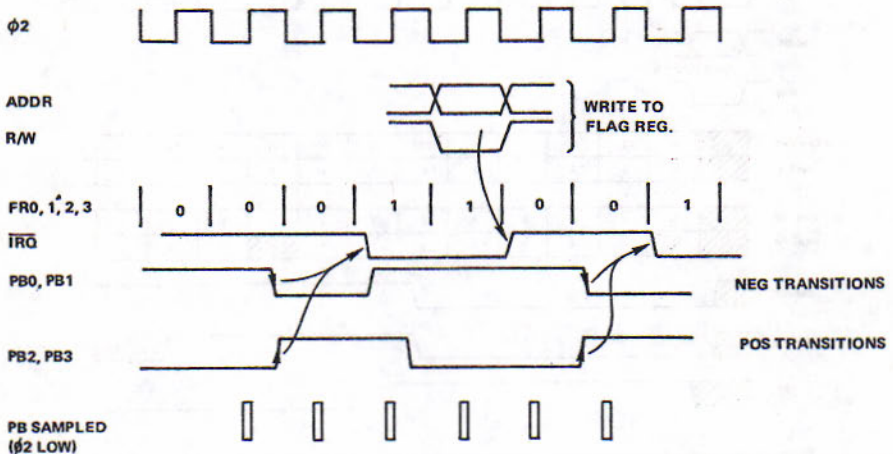 ϕ2
ADDR
R/W
WRITE TO
FLAG REG.
FR0, 1, 2, 3
0 0 0 1 1 0 0 1
IRQ
PB0, PB1
NEG TRANSITIONS
PB2, PB3
POS TRANSITIONS
PB SAMPLED
(ϕ2 LOW)